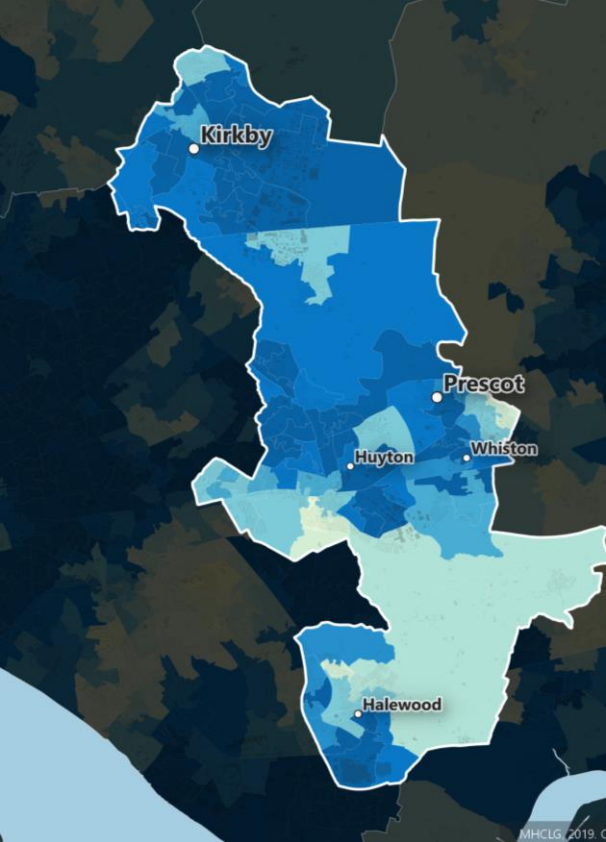 Kirkby
Prescot
Whiston
Huyton
Halewood
MHCLG, 2019. C